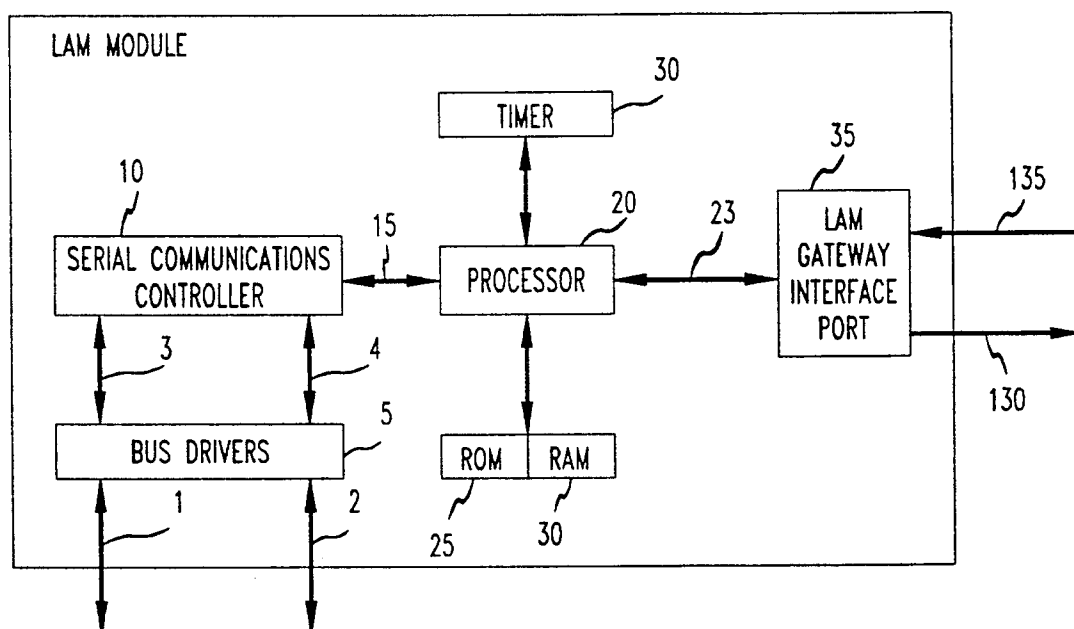 LAM MODULE
30
TIMER
10
SERIAL COMMUNICATIONS
CONTROLLER
15
20
PROCESSOR
23
35
LAM
GATEWAY
INTERFACE
PORT
135
130
3
4
5
BUS DRIVERS
ROM
RAM
25
30
1
2